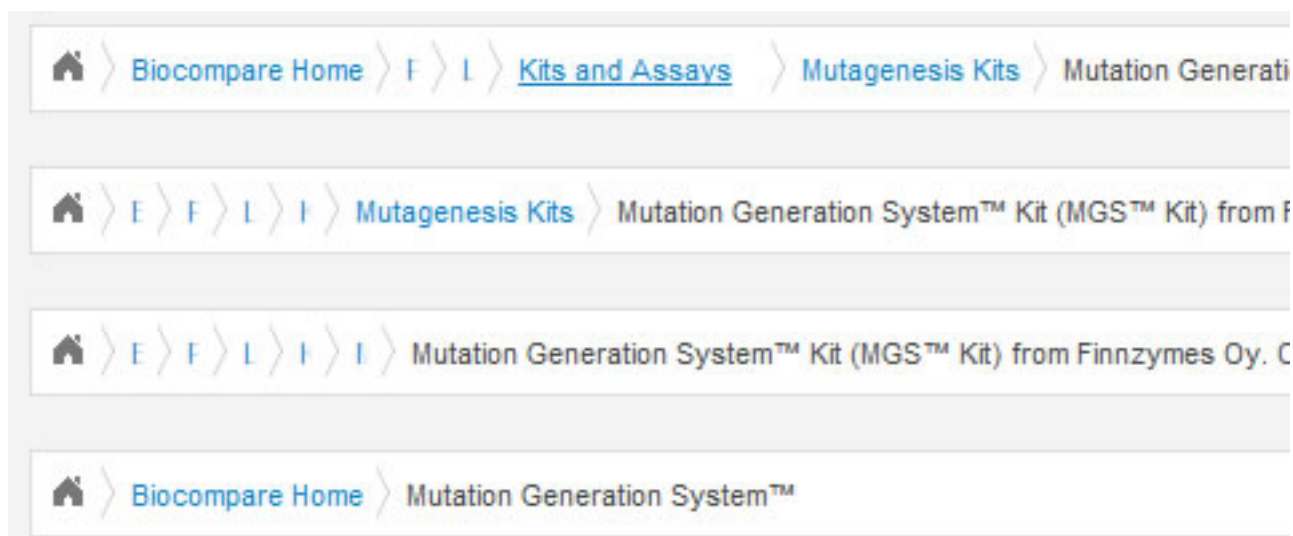 Biocompare Home Kits and Assays Mutagenesis Kits Mutation
Mutagenesis Kits Mutation Generation System™ Kit (MGS™ Kit) from
Mutation Generation System™ Kit (MGS™ Kit) from Finnzymes Oy.
Biocompare Home Mutation Generation System™